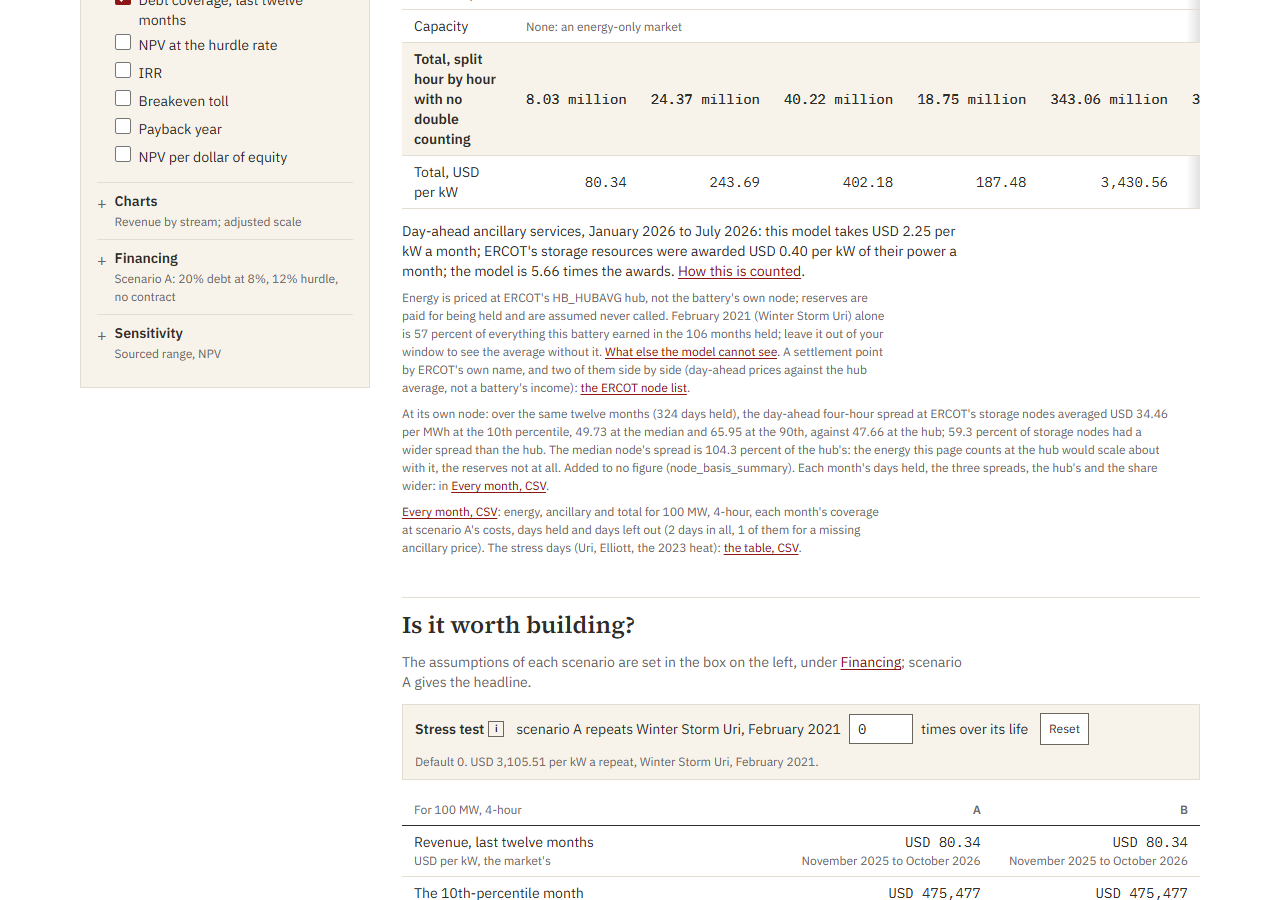 Debt coverage, last twelve
months
NPV at the hurdle rate
IRR
Breakeven toll
Payback year
NPV per dollar of equity
+ Charts
Revenue by stream; adjusted scale
+ Financing
Scenario A: 20% debt at 8%, 12% hurdle,
no contract
+ Sensitivity
Sourced range, NPV
Capacity None: an energy-only market
Total, split
hour by hour
with no
double
counting
8.03 million 24.37 million 40.22 million 18.75 million 343.06 million 3
Total, USD
per kW
80.34 243.69 402.18 187.48 3,430.56
Day-ahead ancillary services, January 2026 to July 2026: this model takes USD 2.25 per
kW a month; ERCOT's storage resources were awarded USD 0.40 per kW of their power a
month; the model is 5.66 times the awards. How this is counted.
Energy is priced at ERCOT's HB_HUBAVG hub, not the battery's own node; reserves are
paid for being held and are assumed never called. February 2021 (Winter Storm Uri) alone
is 57 percent of everything this battery earned in the 106 months held; leave it out of your
window to see the average without it. What else the model cannot see. A settlement point
by ERCOT's own name, and two of them side by side (day-ahead prices against the hub
average, not a battery's income): the ERCOT node list.
At its own node: over the same twelve months (324 days held), the day-ahead four-hour spread at ERCOT's storage nodes averaged USD 34.46
per MWh at the 10th percentile, 49.73 at the median and 65.95 at the 90th, against 47.66 at the hub; 59.3 percent of storage nodes had a
wider spread than the hub. The median node's spread is 104.3 percent of the hub's: the energy this page counts at the hub would scale about
with it, the reserves not at all. Added to no figure (node_basis_summary). Each month's days held, the three spreads, the hub's and the share
wider: in Every month, CSV.
Every month, CSV: energy, ancillary and total for 100 MW, 4-hour, each month's coverage
at scenario A's costs, days held and days left out (2 days in all, 1 of them for a missing
ancillary price). The stress days (Uri, Elliott, the 2023 heat): the table, CSV.
Is it worth building?
The assumptions of each scenario are set in the box on the left, under Financing; scenario
A gives the headline.
Stress test i scenario A repeats Winter Storm Uri, February 2021 0 times over its life Reset
Default 0. USD 3,105.51 per kW a repeat, Winter Storm Uri, February 2021.
For 100 MW, 4-hour A B
Revenue, last twelve months USD 80.34 USD 80.34
USD per kW, the market's November 2025 to October 2026 November 2025 to October 2026
The 10th-percentile month USD 475,477 USD 475,477